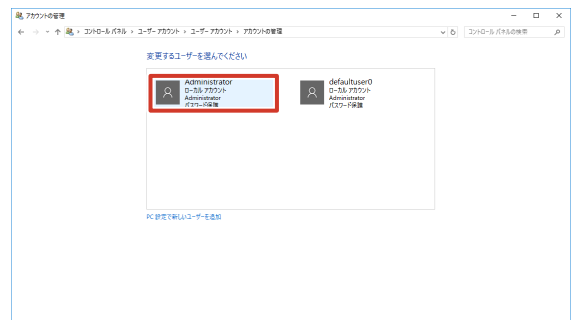 アカウントの管理
コントロール パネル › ユーザー アカウント › ユーザー アカウント › アカウントの管理
コントロール パネルの検索
変更するユーザーを選んでください
Administrator
ローカル アカウント
Administrator
パスワード保護
defaultuser0
ローカル アカウント
Administrator
パスワード保護
PC 設定で新しいユーザーを追加